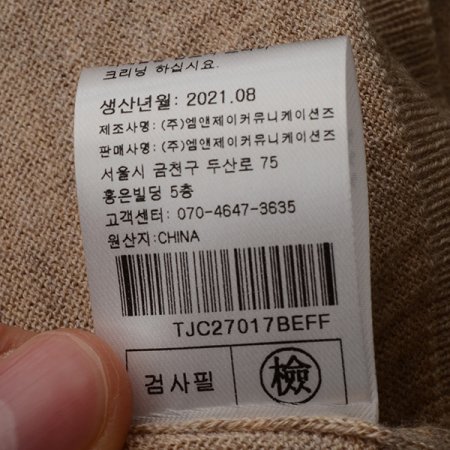 크리닝 하십시요.
생산년월: 2021.08
제조사명: (주)엠앤제이커뮤니케이션즈
판매사명: (주)엠앤제이커뮤니케이션즈
서울시 금천구 두산로 75
홍은빌딩 5층
고객센터: 070-4647-3635
원산지:CHINA
TJC27017BEFF
검사필 檢